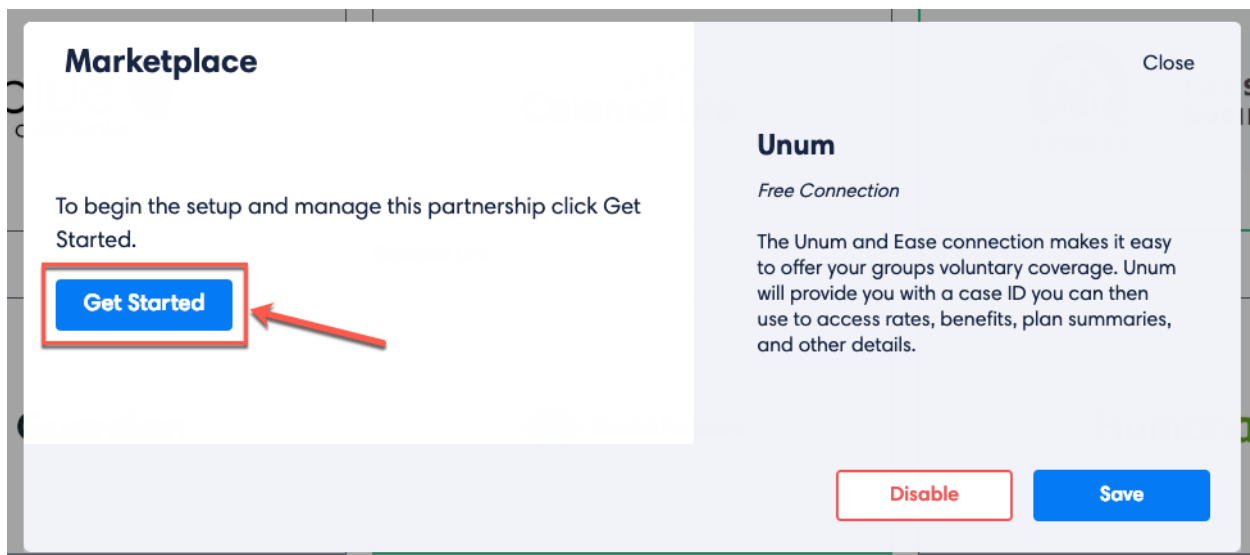 Marketplace
Close
Unum
Free Connection
To begin the setup and manage this partnership click Get
Started.
The Unum and Ease connection makes it easy
to offer your groups voluntary coverage. Unum
will provide you with a case ID you can then
use to access rates, benefits, plan summaries,
and other details.
Get Started
Disable
Save